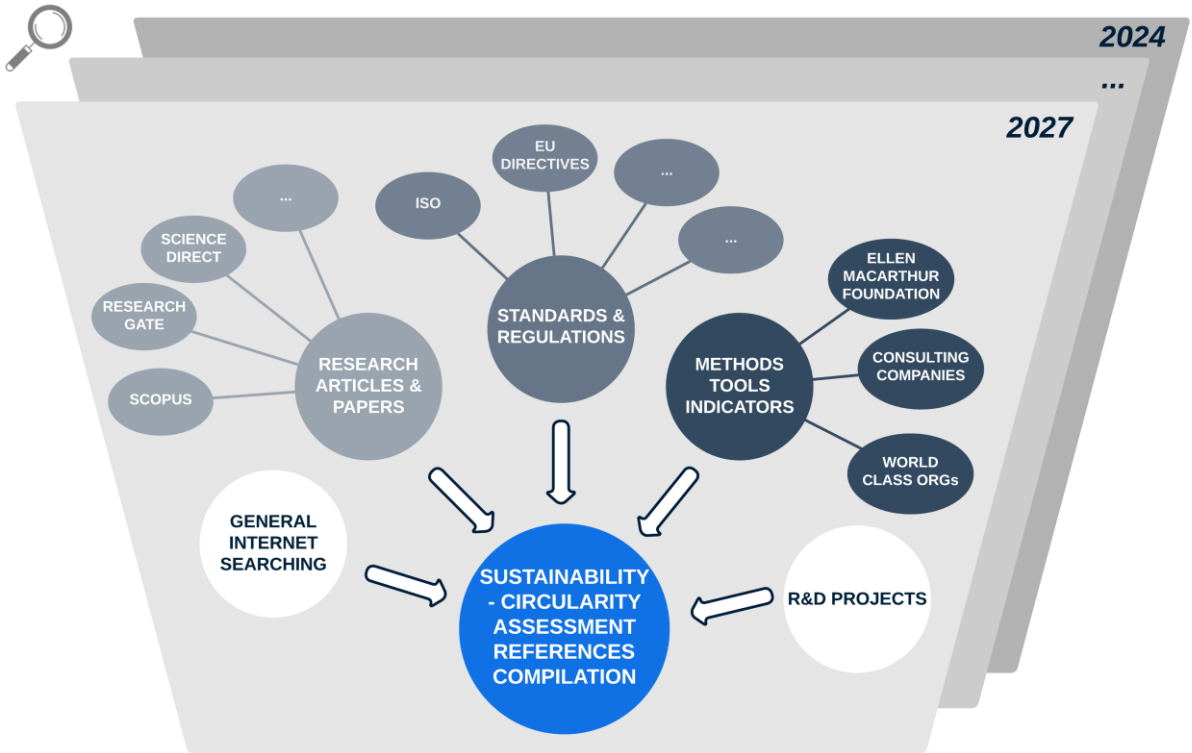 2024
...
2027
EU
DIRECTIVES
...
...
ISO
...
SCIENCE
DIRECT
RESEARCH
GATE
SCOPUS
RESEARCH
ARTICLES &
PAPERS
STANDARDS &
REGULATIONS
METHODS
TOOLS
INDICATORS
ELLEN
MACARTHUR
FOUNDATION
CONSULTING
COMPANIES
WORLD
CLASS ORGs
GENERAL
INTERNET
SEARCHING
SUSTAINABILITY
- CIRCULARITY
ASSESSMENT
REFERENCES
COMPILATION
R&D PROJECTS